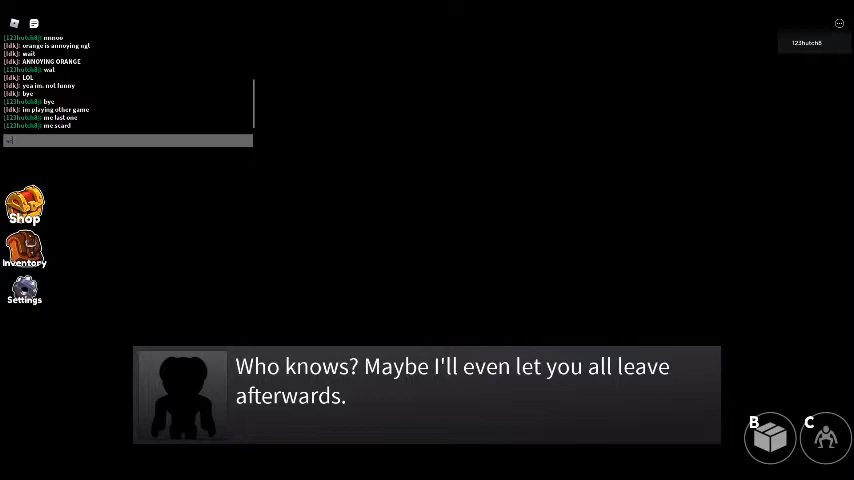 [123hutch8]: nnnoo
[Idk]: orange is annoying ngl
[Idk]: wait
[Idk]: ANNOYING ORANGE
[123hutch8]: wat
[Idk]: LOL
[Idk]: yea im. not funny
[Idk]: bye
[123hutch8]: bye
[Idk]: im playing other game
[123hutch8]: me last one
[123hutch8]: me scard
123hutch8
Shop
Inventory
Settings
Who knows? Maybe I'll even let you all leave
afterwards.
B
C